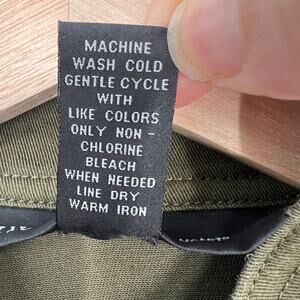 MACHINE
WASH COLD
GENTLE CYCLE
WITH
LIKE COLORS
ONLY NON -
CHLORINE
BLEACH
WHEN NEEDED
LINE DRY
WARM IRON